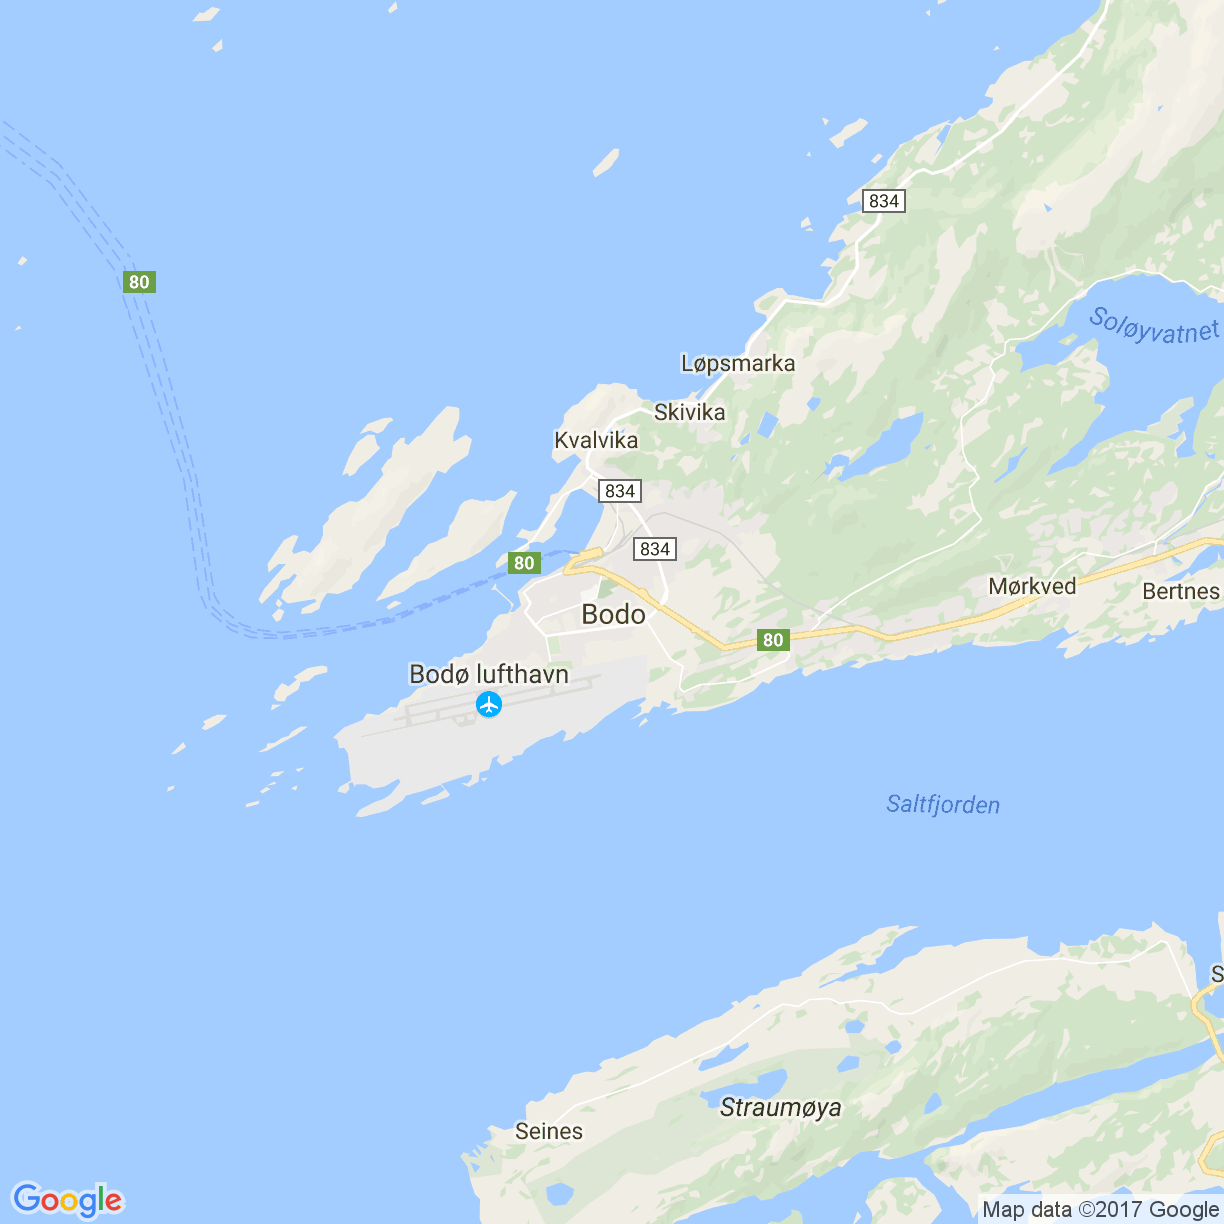 834
80
Soløyvatnet
Løpsmarka
Skivika
Kvalvika
834
834
80
Mørkved
Bertnes
Bodo
80
Bodø lufthavn
Saltfjorden
S
Straumøya
Seines
Google
Map data ©2017 Google